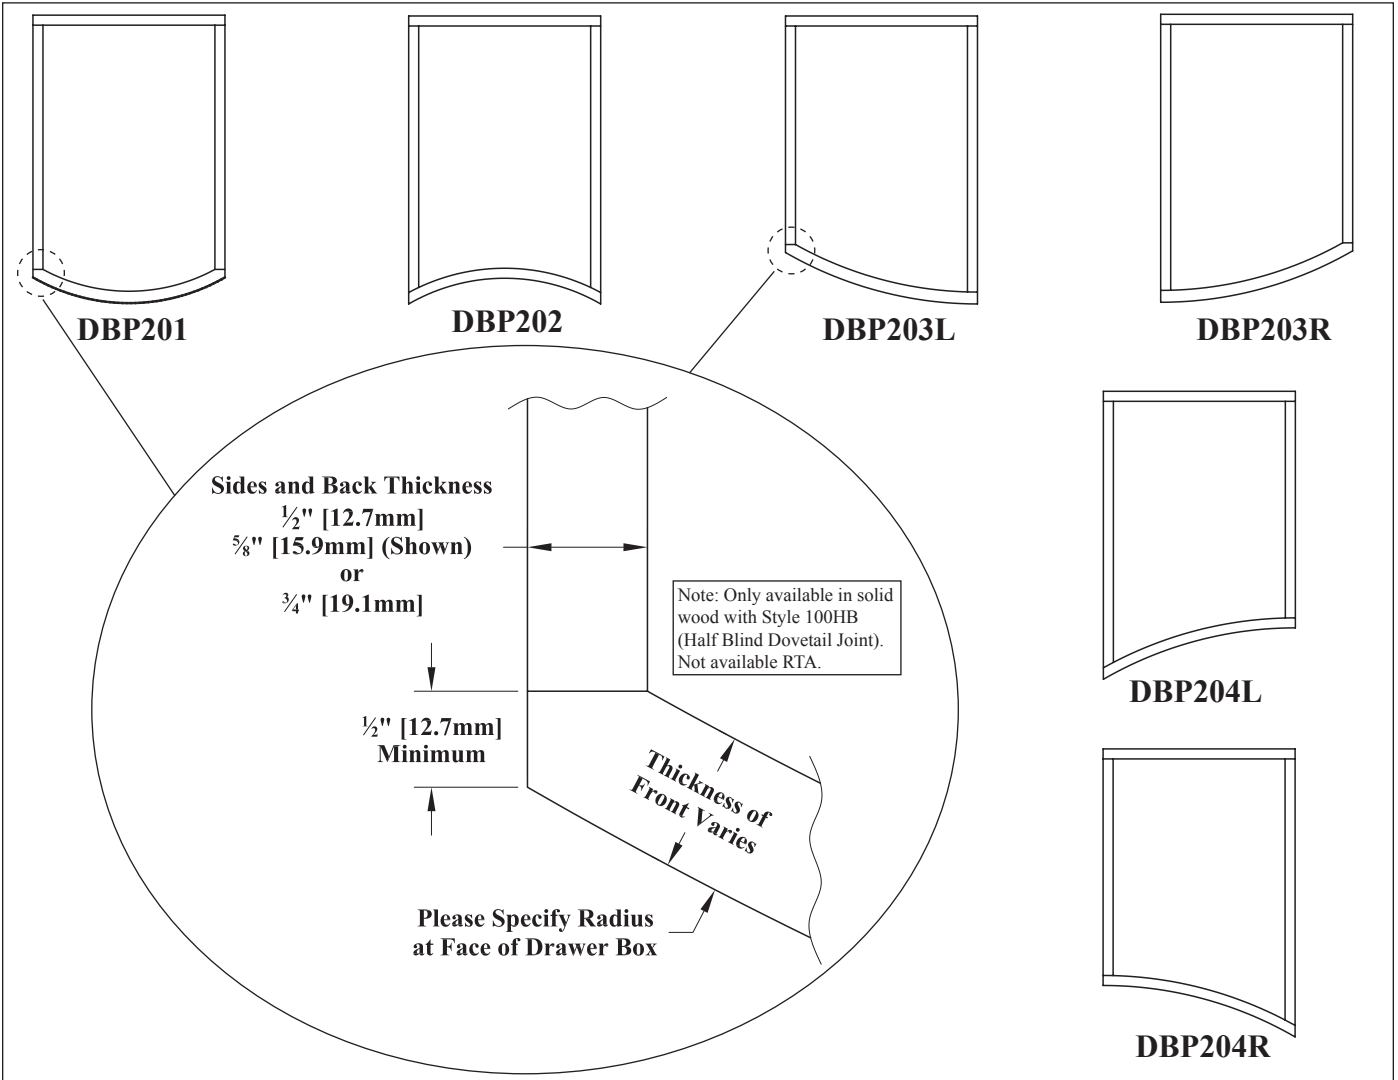 DBP201
DBP202
DBP203L
DBP203R
Sides and Back Thickness
½" [12.7mm]
⅝" [15.9mm] (Shown)
or
¾" [19.1mm]
Note: Only available in solid
wood with Style 100HB
(Half Blind Dovetail Joint).
Not available RTA.
½" [12.7mm]
Minimum
Thickness of
Front Varies
Please Specify Radius
at Face of Drawer Box
DBP204L
DBP204R